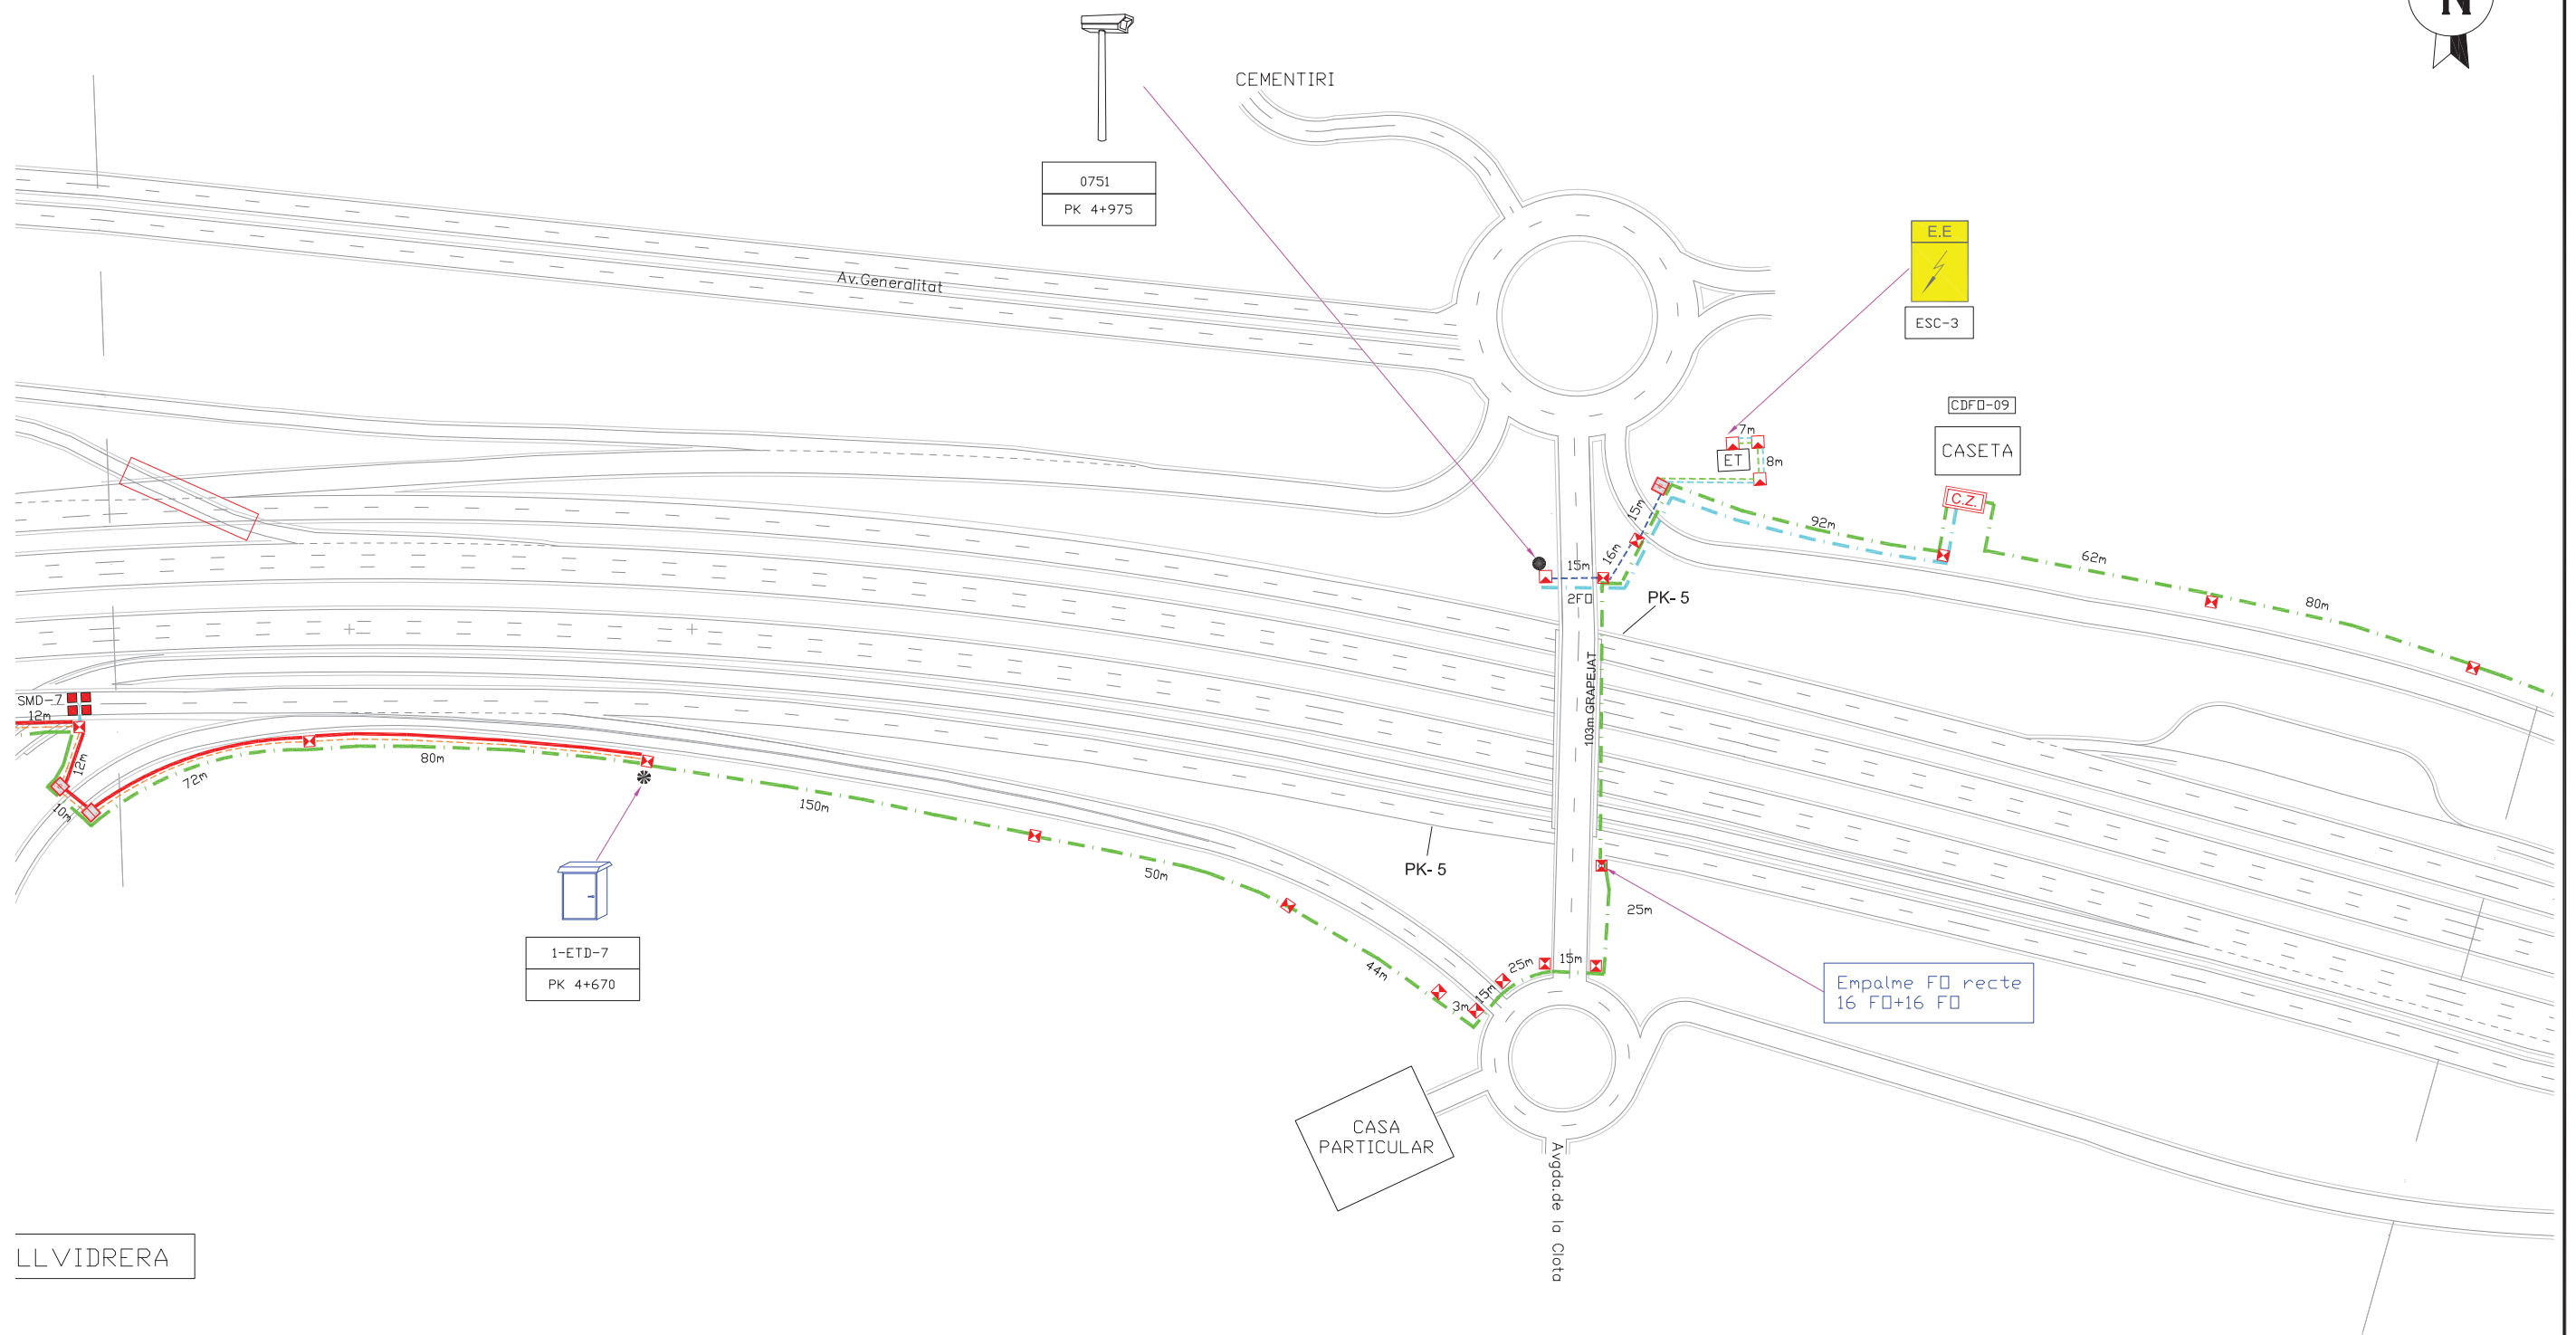 N
CEMENTIRI
0751
PK 4+975
Av.Generalitat
E.E
ESC-3
CDFO-09
CASETA
7m
ET
8m
C.Z.
15m
92m
16m
15m
62m
2FO
PK-5
80m
103m GRAPEJAT
SMD-7
12m
12m
72m
80m
10m
150m
PK-5
50m
25m
44m
25m
15m
15m
3m
1-ETD-7
PK 4+670
Empalme FO recte
16 FO+16 FO
CASA
PARTICULAR
Avgda.de la Clota
LLVIDRERA